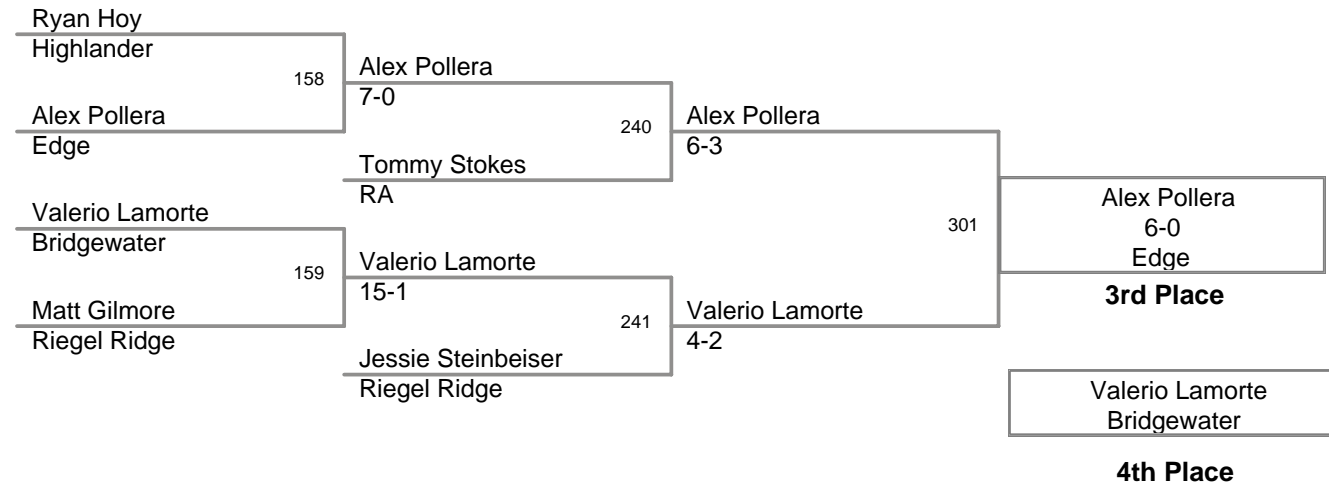 Ryan Hoy
Highlander
158
Alex Pollera
7-0
Alex Pollera
Edge
240
Alex Pollera
6-3
Tommy Stokes
RA
Valerio Lamorte
Bridgewater
301
Alex Pollera
6-0
Edge
3rd Place
159
Valerio Lamorte
15-1
Matt Gilmore
Riegel Ridge
241
Valerio Lamorte
4-2
Jessie Steinbeiser
Riegel Ridge
Valerio Lamorte
Bridgewater
4th Place